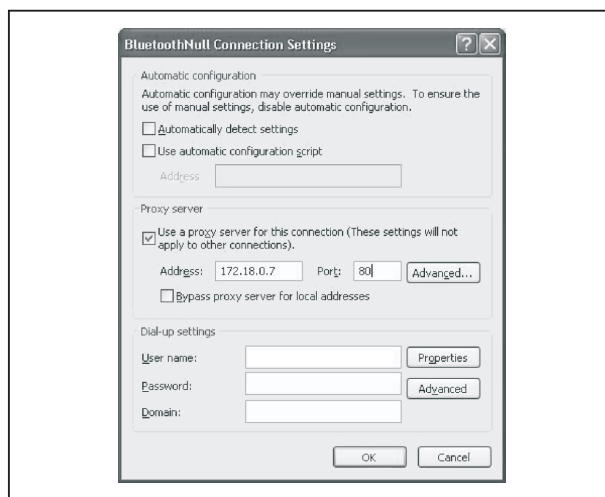 BluetoothNull Connection Settings
Automatic configuration
Automatic configuration may override manual settings. To ensure the
use of manual settings, disable automatic configuration.
Automatically detect settings
Use automatic configuration script
Address
Proxy server
Use a proxy server for this connection (These settings will not
apply to other connections).
Address: 172.18.0.7 Port: 80 Advanced...
Bypass proxy server for local addresses
Dial-up settings
User name: Properties
Password: Advanced
Domain:
OK Cancel